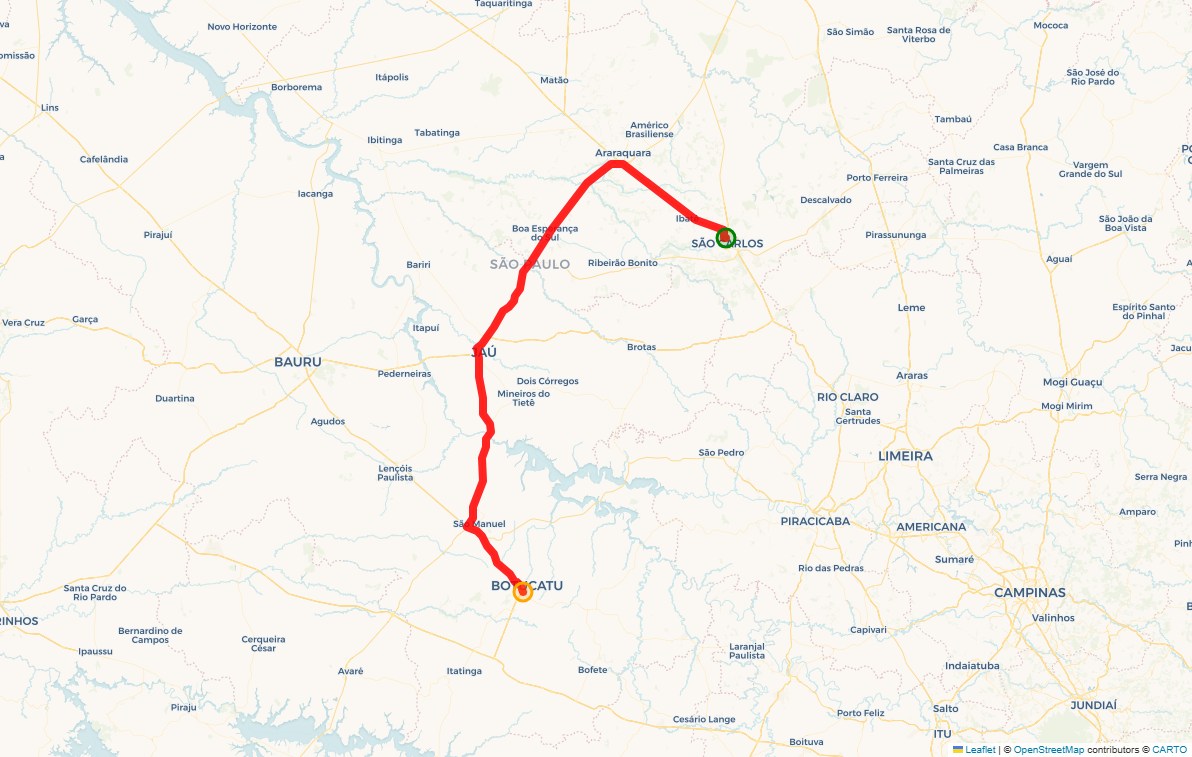 Taquaritinga
Novo Horizonte
São Simão
Santa Rosa de
Viterbo
Mococa
omissão
Itápolis
Matão
São José do
Rio Pardo
Borborema
Lins
Américo
Brasiliense
Tambaú
Tabatinga
Ibitinga
Casa Branca
Cafelândia
Araraquara
Santa Cruz das
Palmeiras
Vargem
Grande do Sul
Porto Ferreira
Iacanga
Descalvado
Ibaté
São João da
Boa Vista
Boa Esperança
do Sul
Pirajuí
Pirassununga
SÃO CARLOS
Aguaí
SÃO PAULO
Ribeirão Bonito
Bariri
Leme
Espírito Santo
do Pinhal
Vera Cruz
Garça
Itapuí
JAÚ
Brotas
Jacu
BAURU
Pederneiras
Araras
Dois Córregos
Mogi Guaçu
Mineiros do
Tietê
Duartina
RIO CLARO
Mogi Mirim
Santa
Gertrudes
Agudos
São Pedro
LIMEIRA
Lençóis
Paulista
Serra Negra
Amparo
São Manuel
PIRACICABA
AMERICANA
Pinh
Sumaré
Rio das Pedras
BOTUCATU
Santa Cruz do
Rio Pardo
CAMPINAS
RINHOS
Valinhos
Bernardino de
Campos
Capivari
Cerqueira
César
Ipaussu
Laranjal
Paulista
Indaiatuba
Avaré
Itatinga
Bofete
Piraju
Salto
JUNDIAÍ
Porto Feliz
Cesário Lange
ITU
Boituva
Leaflet | © OpenStreetMap contributors © CARTO